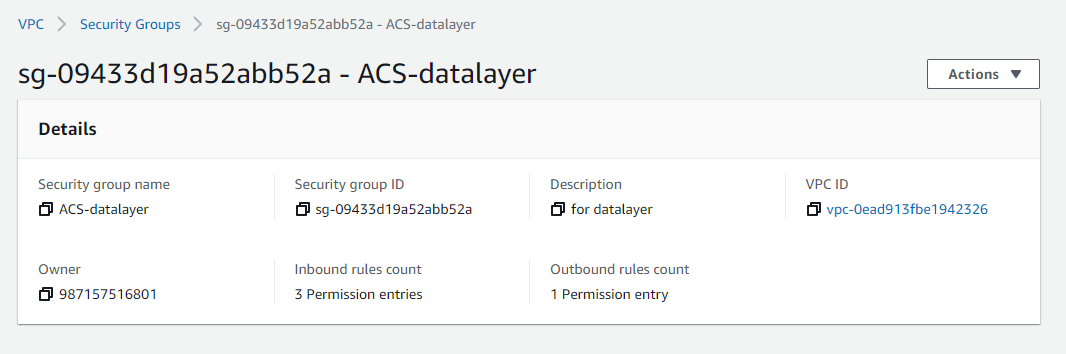 VPC > Security Groups > sg-09433d19a52abb52a - ACS-datalayer
sg-09433d19a52abb52a - ACS-datalayer
Actions ▼
Details
Security group name
ACS-datalayer
Security group ID
sg-09433d19a52abb52a
Description
for datalayer
VPC ID
vpc-0ead913fbe1942326
Owner
987157516801
Inbound rules count
3 Permission entries
Outbound rules count
1 Permission entry